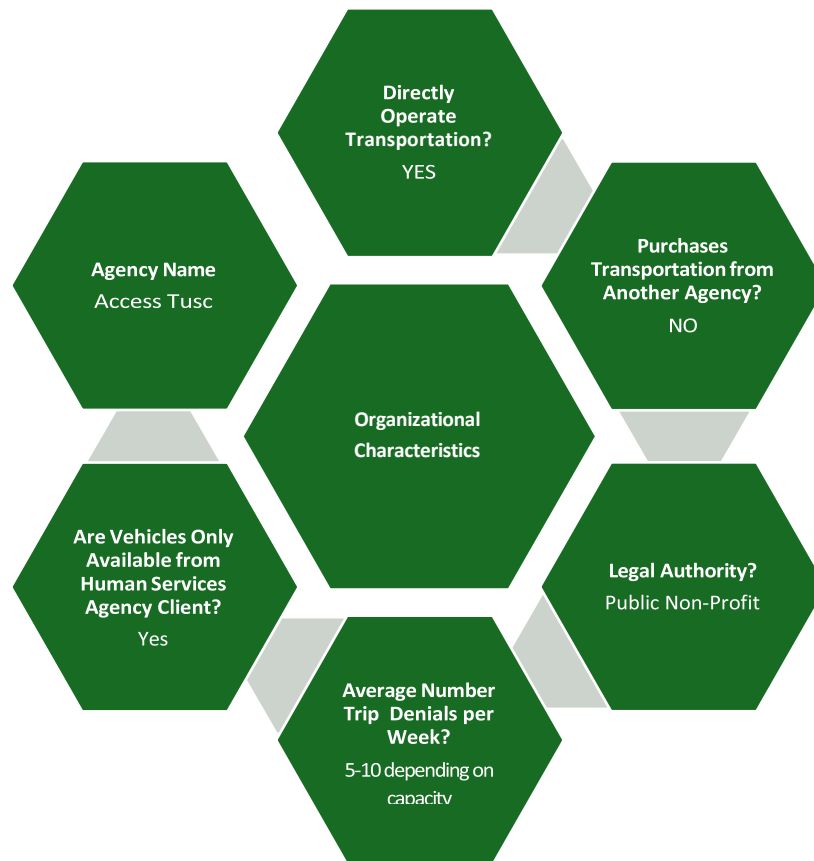 Directly
Operate
Transportation?
YES
Agency Name
Access Tusc
Purchases
Transportation from
Another Agency?
NO
Organizational
Characteristics
Are Vehicles Only
Available from
Human Services
Agency Client?
Yes
Legal Authority?
Public Non-Profit
Average Number
Trip Denials per
Week?
5-10 depending on
capacity